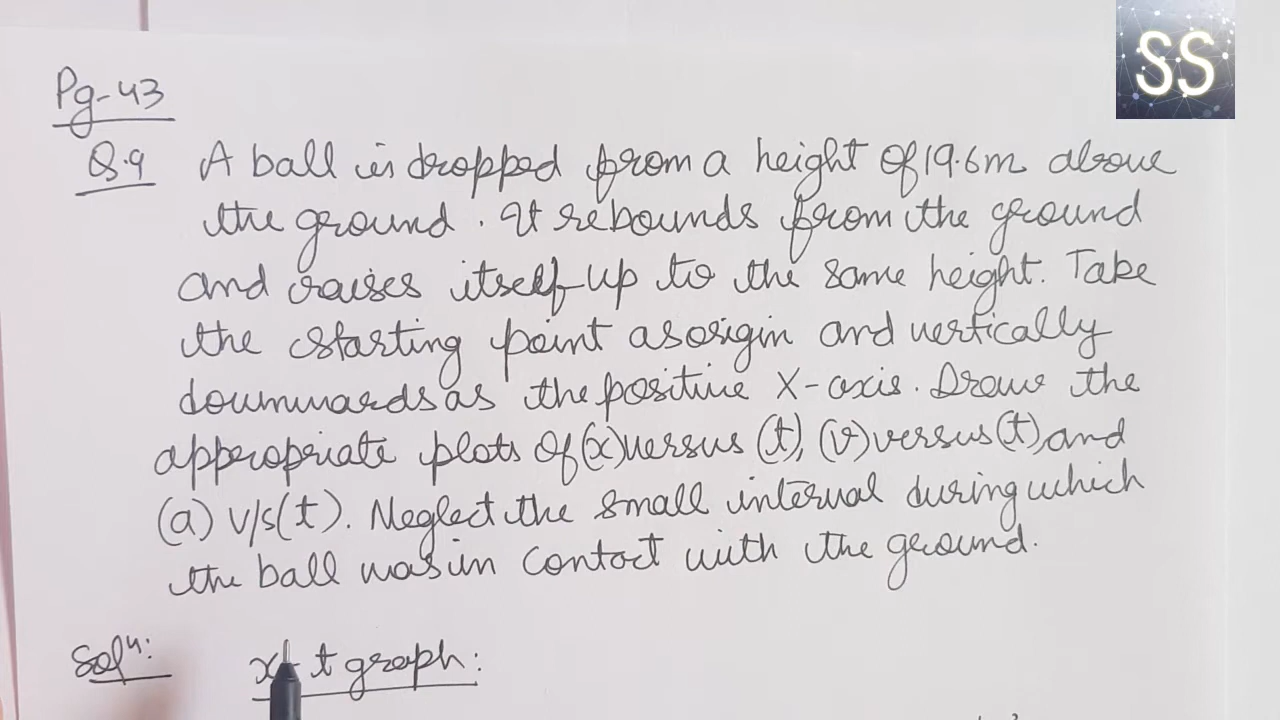 SS
Pg-43
Q.9 A ball is dropped from a height of 19.6m above
the ground. It rebounds from the ground
and raises itself up to the same height. Take
the starting point as origin and vertically
downwards as the positive X-axis. Draw the
appropriate plots of (x) versus (t), (v) versus (t) and
(a) v/s (t). Neglect the small interval during which
the ball was in contact with the ground.
Solⁿ: x-t graph: